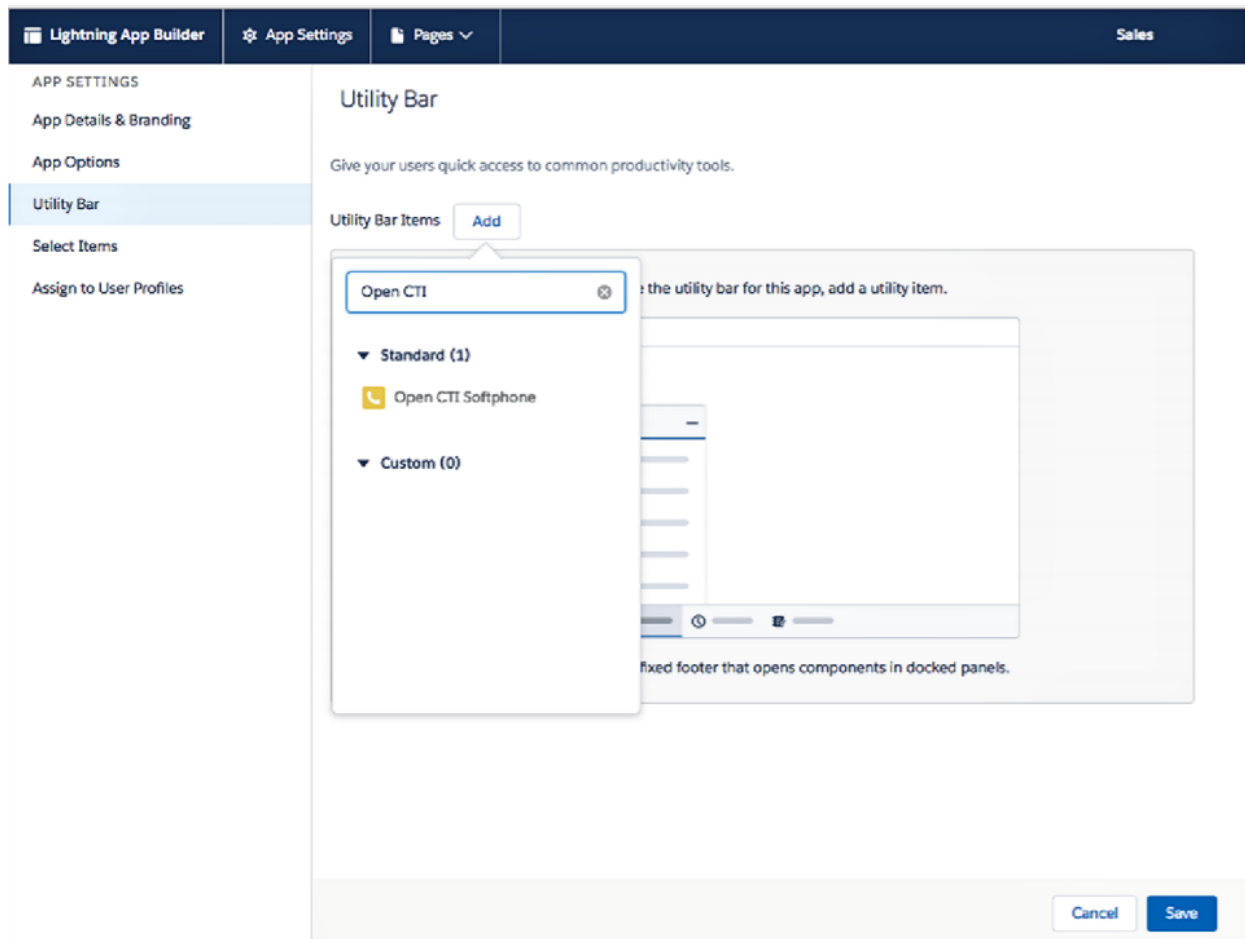 Lightning App Builder
App Settings
Pages
Sales
APP SETTINGS
App Details & Branding
App Options
Utility Bar
Select Items
Assign to User Profiles
Utility Bar
Give your users quick access to common productivity tools.
Utility Bar Items
Add
Open CTI
the utility bar for this app, add a utility item.
Standard (1)
Open CTI Softphone
Custom (0)
fixed footer that opens components in docked panels.
Cancel
Save